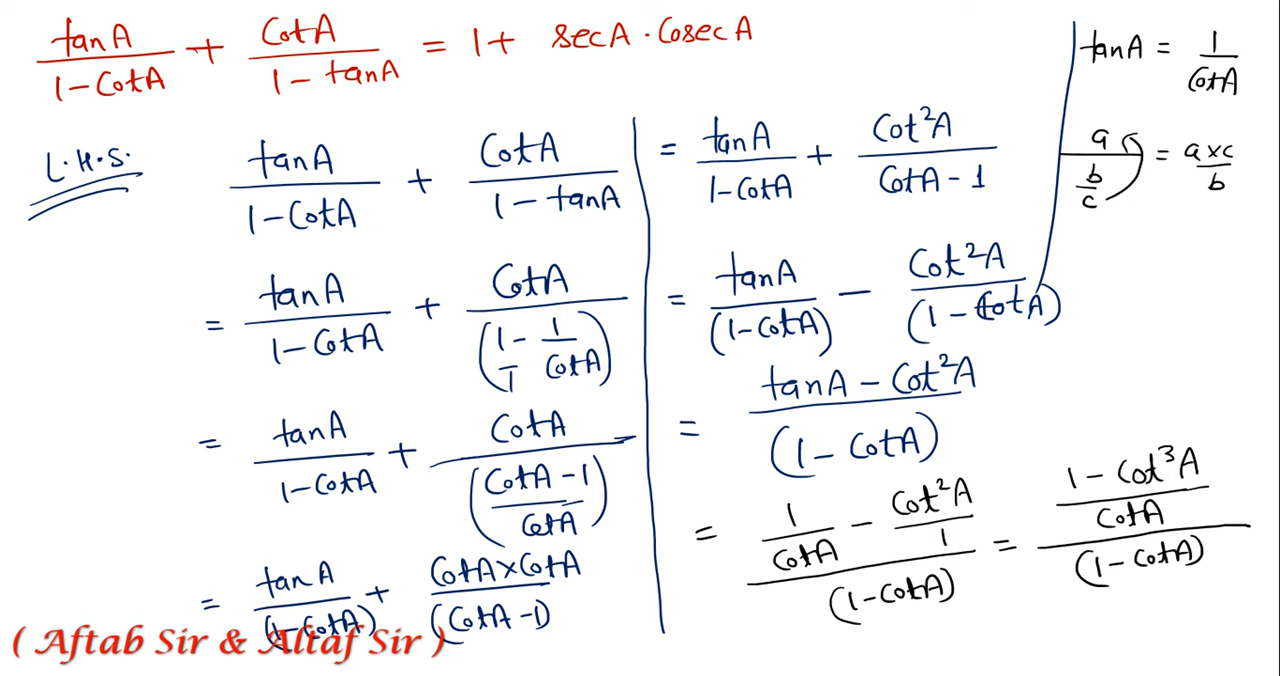 tanA/(1-CotA) + CotA/(1-tanA) = 1+ secA·CosecA
L.H.S. tanA/(1-CotA) + CotA/(1-tanA)
= tanA/(1-CotA) + CotA/(1/1 - 1/CotA)
= tanA/(1-CotA) + CotA/((CotA-1)/CotA)
= tanA/(1-CotA) + CotA×CotA/(CotA-1)
= tanA/(1-CotA) + Cot²A/(CotA-1)
= tanA/(1-CotA) - Cot²A/(1-CotA)
= (tanA-Cot²A)/(1-CotA)
= (1/CotA - Cot²A/1)/(1-CotA) = ((1-Cot³A)/CotA)/(1-CotA)
tanA = 1/CotA
a/(b/c) = a×c/b
( Aftab Sir & Altaf Sir )